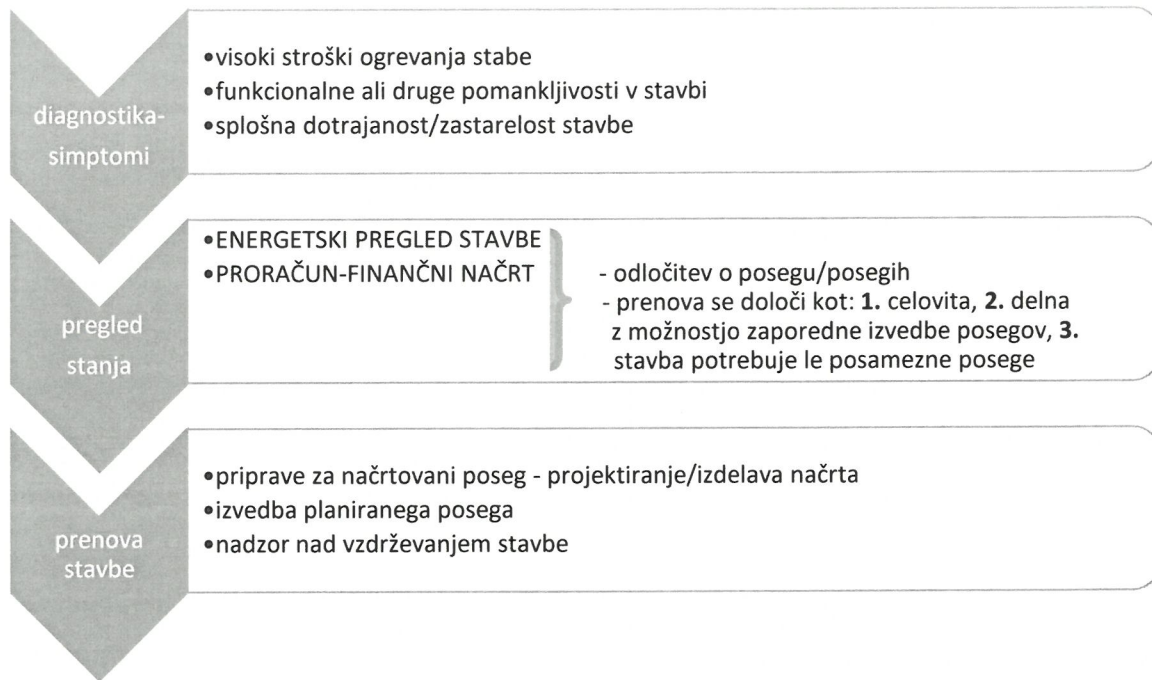 diagnostika-
simptomi
•visoki stroški ogrevanja stabe
•funkcionalne ali druge pomankljivosti v stavbi
•splošna dotrajanost/zastarelost stavbe
pregled
stanja
•ENERGETSKI PREGLED STAVBE
•PRORAČUN-FINANČNI NAČRT
- odločitev o posegu/posegih
- prenova se določi kot: 1. celovita, 2. delna
z možnostjo zaporedne izvedbe posegov, 3.
stavba potrebuje le posamezne posege
prenova
stavbe
•priprave za načrtovani poseg - projektiranje/izdelava načrta
•izvedba planiranega posega
•nadzor nad vzdrževanjem stavbe